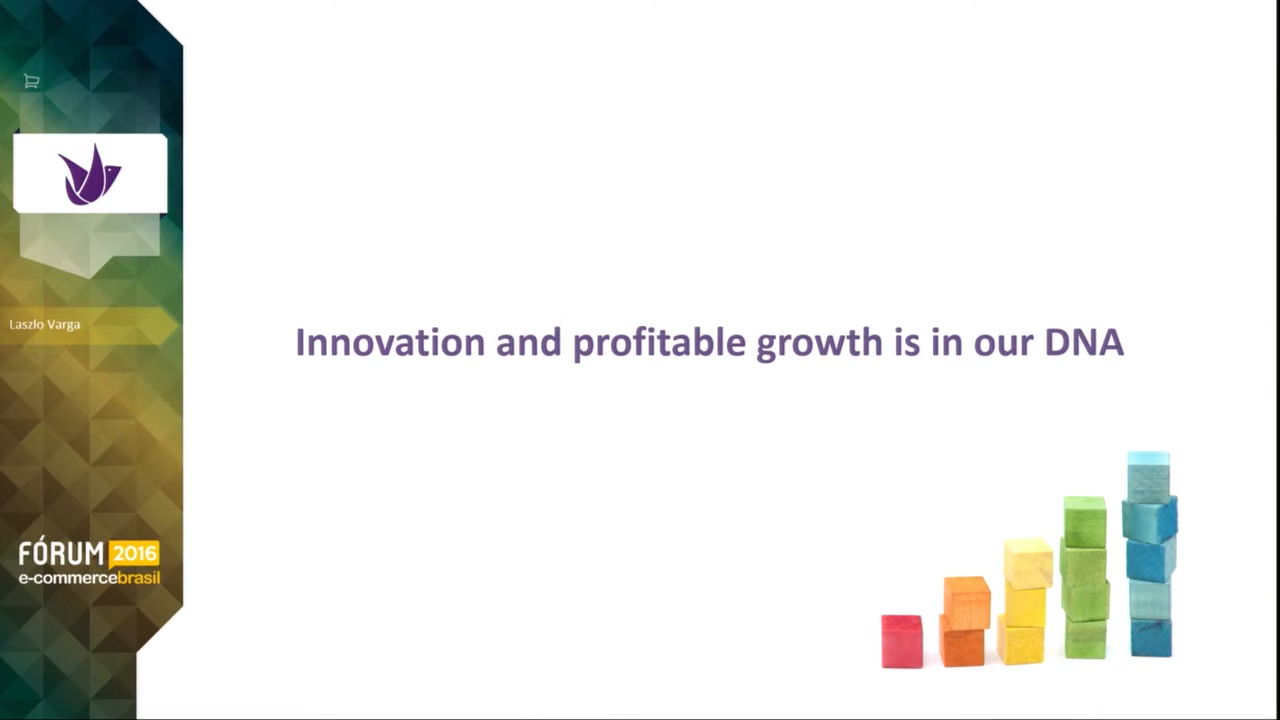 Laszlo Varga
Innovation and profitable growth is in our DNA
FÓRUM 2016
e-commercebrasil